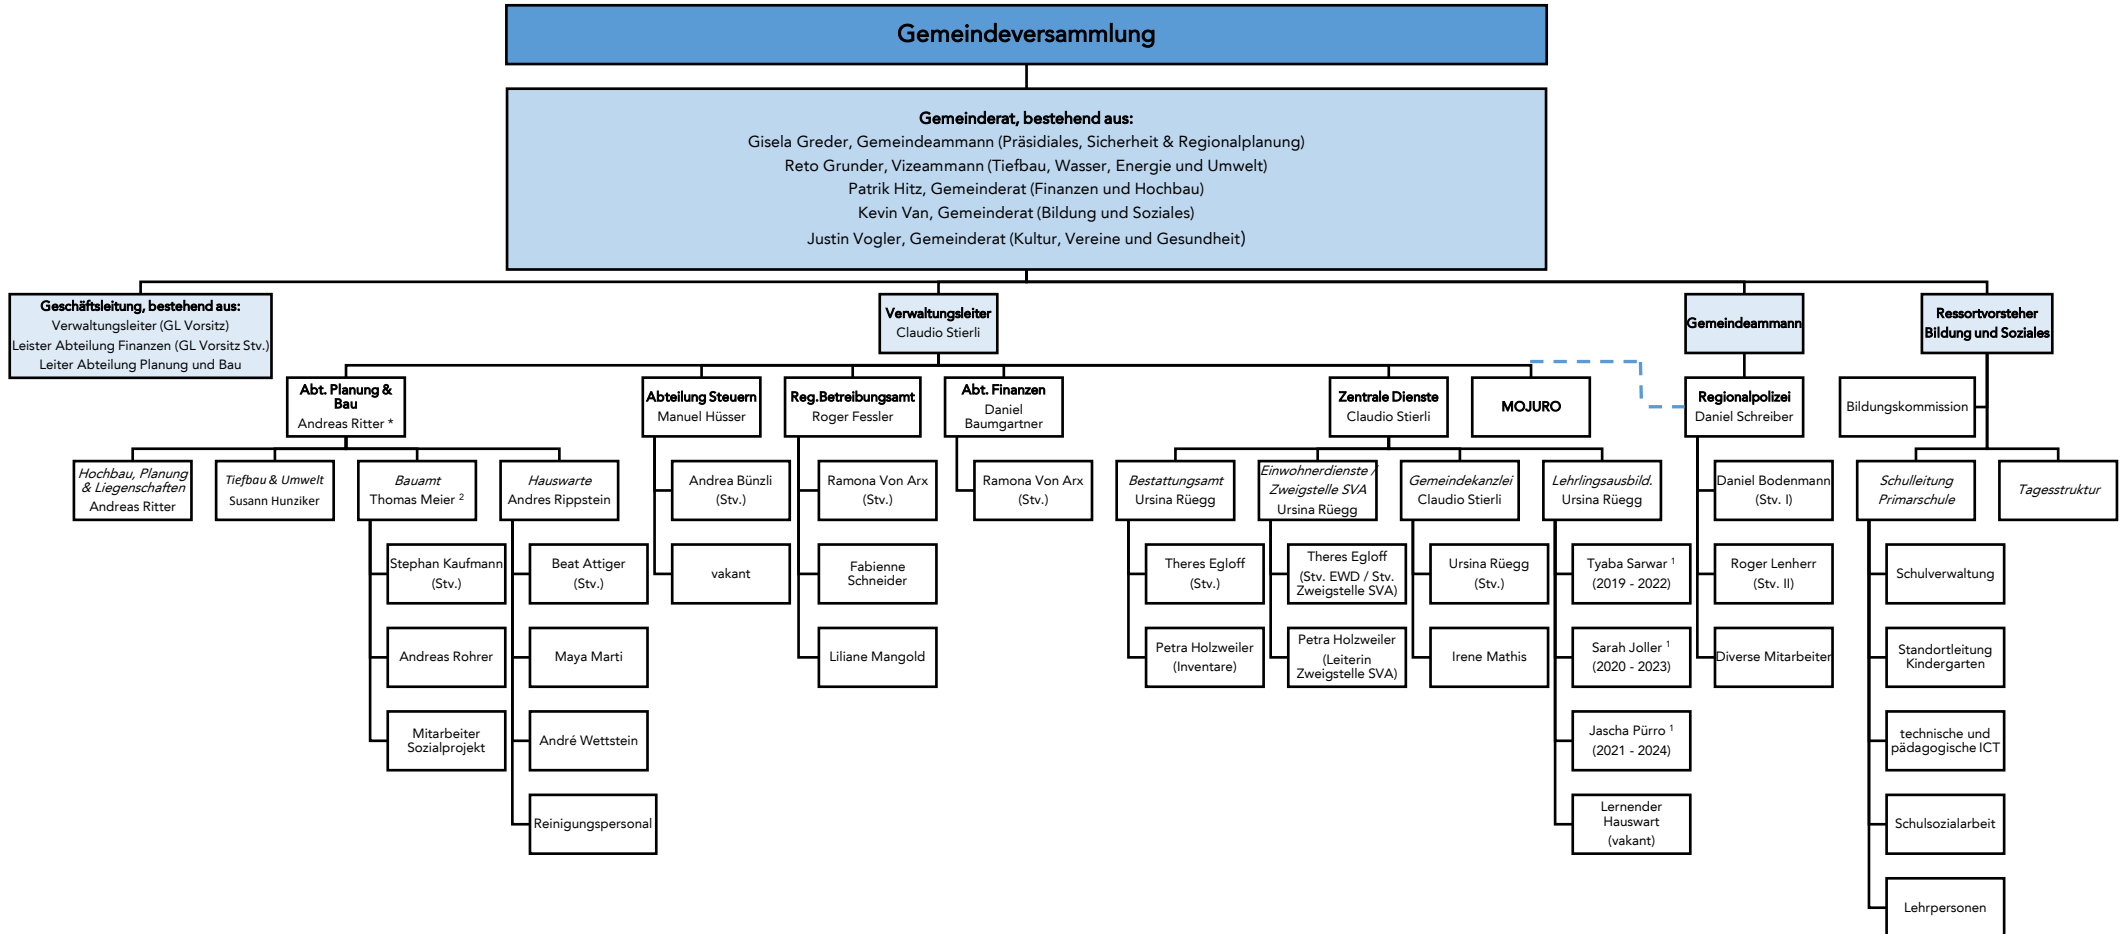 Gemeindeversammlung
Gemeinderat, bestehend aus:
Gisela Greder, Gemeindeammann (Präsidiales, Sicherheit & Regionalplanung)
Reto Grunder, Vizeammann (Tiefbau, Wasser, Energie und Umwelt)
Patrik Hitz, Gemeinderat (Finanzen und Hochbau)
Kevin Van, Gemeinderat (Bildung und Soziales)
Justin Vogler, Gemeinderat (Kultur, Vereine und Gesundheit)
Geschäftsleitung, bestehend aus:
Verwaltungsleiter (GL Vorsitz)
Leister Abteilung Finanzen (GL Vorsitz Stv.)
Leiter Abteilung Planung und Bau
Verwaltungsleiter
Claudio Stierli
Gemeindeammann
Ressortvorsteher
Bildung und Soziales
Abt. Planung &
Bau
Andreas Ritter *
Abteilung Steuern
Manuel Hüsser
Reg.Betreibungsamt
Roger Fessler
Abt. Finanzen
Daniel
Baumgartner
Zentrale Dienste
Claudio Stierli
MOJURO
Regionalpolizei
Daniel Schreiber
Bildungskommission
Hochbau, Planung
& Liegenschaften
Andreas Ritter
Tiefbau & Umwelt
Susann Hunziker
Bauamt
Thomas Meier ²
Hauswarte
Andres Rippstein
Andrea Bünzli
(Stv.)
Ramona Von Arx
(Stv.)
Ramona Von Arx
(Stv.)
Bestattungsamt
Ursina Rüegg
Einwohnerdienste /
Zweigstelle SVA
Ursina Rüegg
Gemeindekanzlei
Claudio Stierli
Lehrlingsausbild.
Ursina Rüegg
Daniel Bodenmann
(Stv. I)
Schulleitung
Primarschule
Tagesstruktur
Stephan Kaufmann
(Stv.)
Beat Attiger
(Stv.)
vakant
Fabienne
Schneider
Theres Egloff
(Stv.)
Theres Egloff
(Stv. EWD / Stv.
Zweigstelle SVA)
Ursina Rüegg
(Stv.)
Tyaba Sarwar ¹
(2019 - 2022)
Roger Lenherr
(Stv. II)
Schulverwaltung
Andreas Rohrer
Maya Marti
Liliane Mangold
Petra Holzweiler
(Inventare)
Petra Holzweiler
(Leiterin
Zweigstelle SVA)
Irene Mathis
Sarah Joller ¹
(2020 - 2023)
Diverse Mitarbeiter
Standortleitung
Kindergarten
Mitarbeiter
Sozialprojekt
André Wettstein
Jascha Pürro ¹
(2021 - 2024)
technische und
pädagogische ICT
Reinigungspersonal
Lernender
Hauswart
(vakant)
Schulsozialarbeit
Lehrpersonen